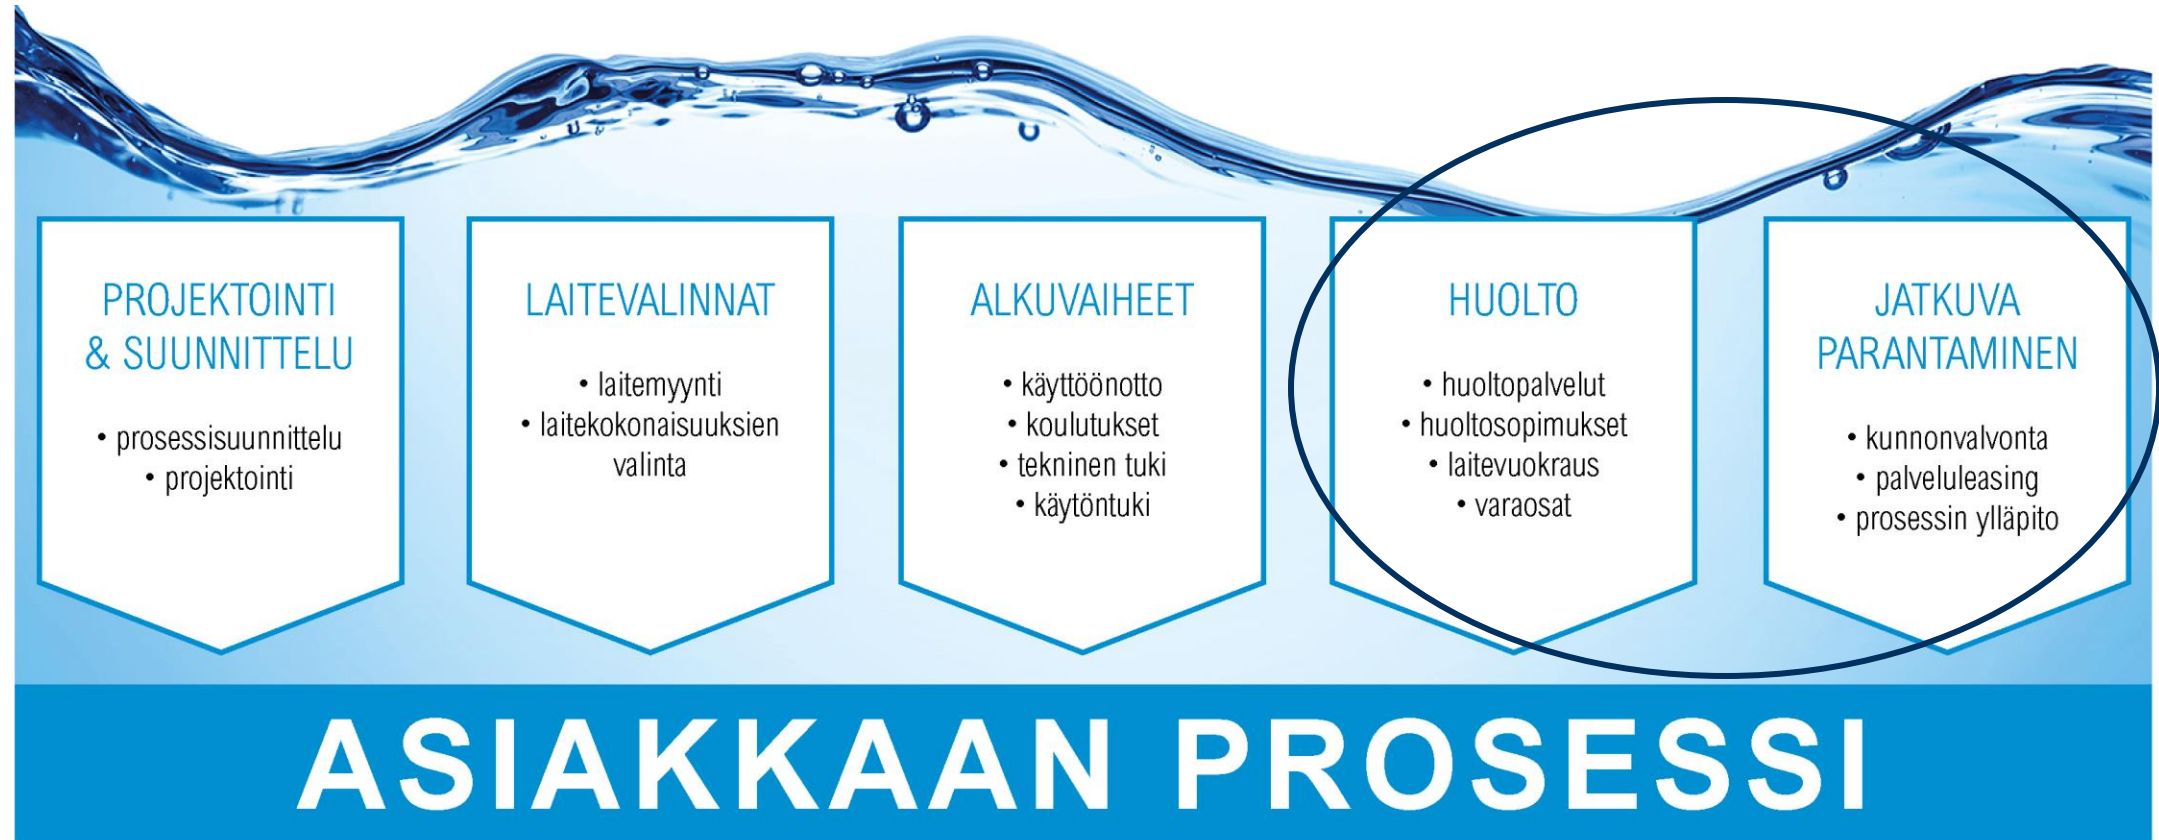 PROJEKTOINTI
& SUUNNITTELU
• prosessisuunnittelu
• projektointi
LAITEVALINNAT
• laitemyynti
• laitekokonaisuuksien
valinta
ALKUVAIHEET
• käyttöönotto
• koulutukset
• tekninen tuki
• käytöntuki
HUOLTO
• huoltopalvelut
• huoltosopimukset
• laitevuokraus
• varaosat
JATKUVA
PARANTAMINEN
• kunnonvalvonta
• palveluleasing
• prosessin ylläpito
ASIAKKAAN PROSESSI